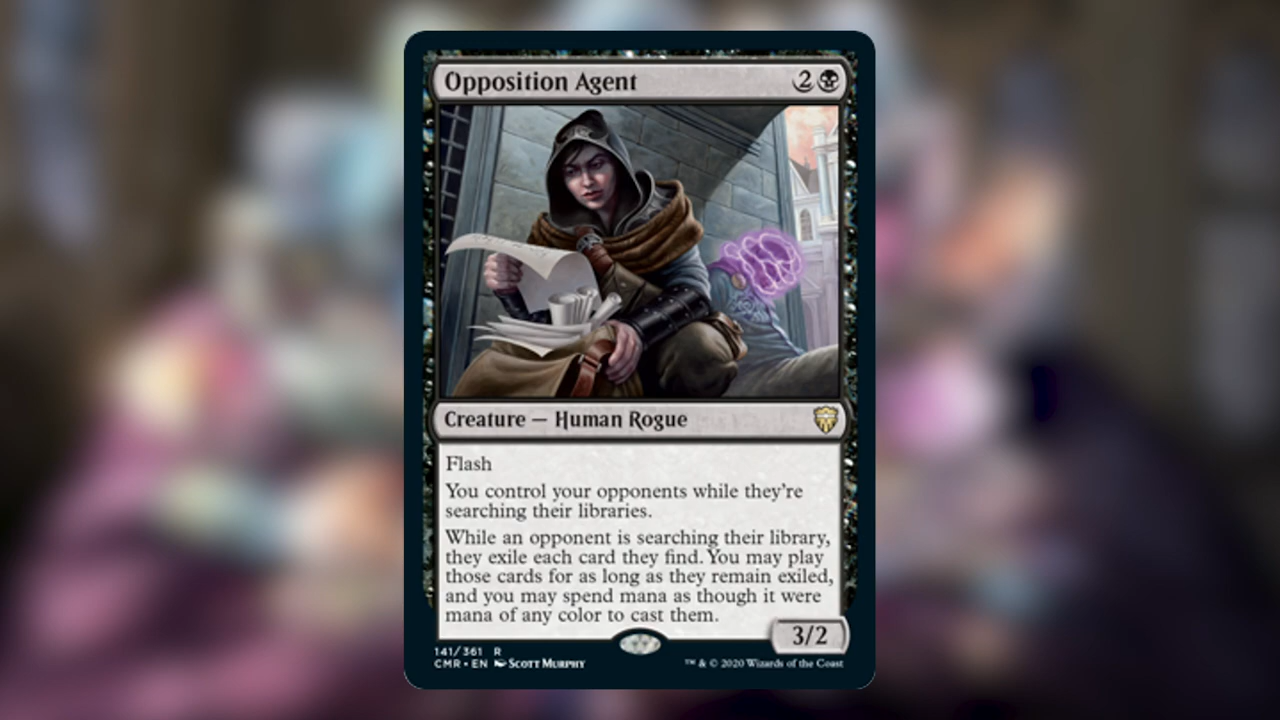 Opposition Agent 2
Creature — Human Rogue
Flash
You control your opponents while they're
searching their libraries.
While an opponent is searching their library,
they exile each card they find. You may play
those cards for as long as they remain exiled,
and you may spend mana as though it were
mana of any color to cast them.
3/2
141/361 R
CMR • EN Scott Murphy
™ & © 2020 Wizards of the Coast